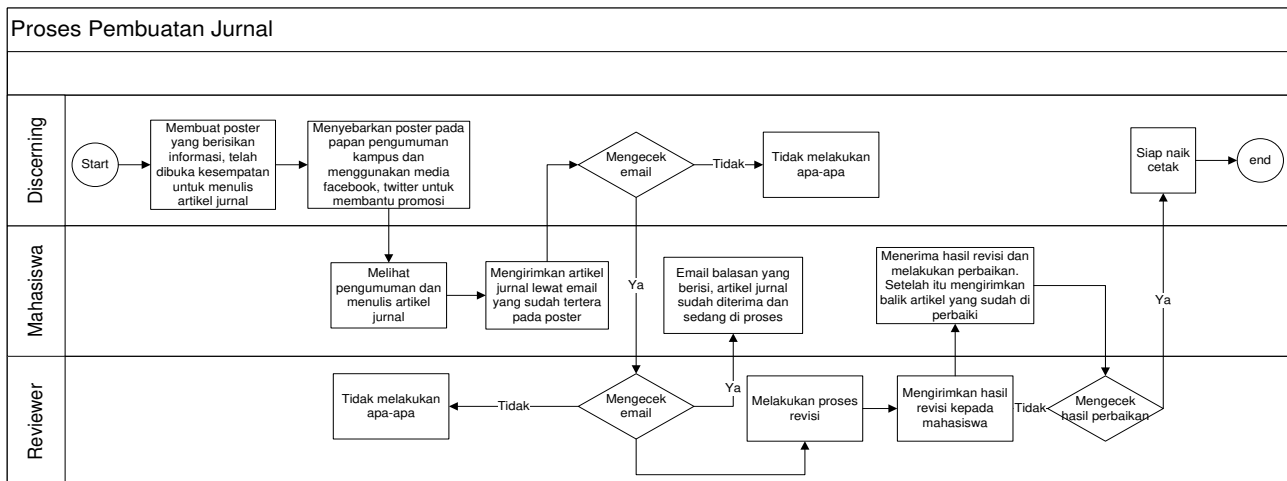 Proses Pembuatan Jurnal
Discerning
Start
Membuat poster
yang berisikan
informasi, telah
dibuka kesempatan
untuk menulis
artikel jurnal
Menyebarkan poster pada
papan pengumuman
kampus dan
menggunakan media
facebook, twitter untuk
membantu promosi
Mengecek
email
Tidak
Tidak melakukan
apa-apa
Siap naik
cetak
end
Mahasiswa
Melihat
pengumuman dan
menulis artikel
jurnal
Mengirimkan artikel
jurnal lewat email
yang sudah tertera
pada poster
Ya
Email balasan yang
berisi, artikel jurnal
sudah diterima dan
sedang di proses
Menerima hasil revisi dan
melakukan perbaikan.
Setelah itu mengirimkan
balik artikel yang sudah di
perbaiki
Ya
Reviewer
Tidak melakukan
apa-apa
Tidak
Mengecek
email
Ya
Melakukan proses
revisi
Mengirimkan hasil
revisi kepada
mahasiswa
Tidak
Mengecek
hasil perbaikan